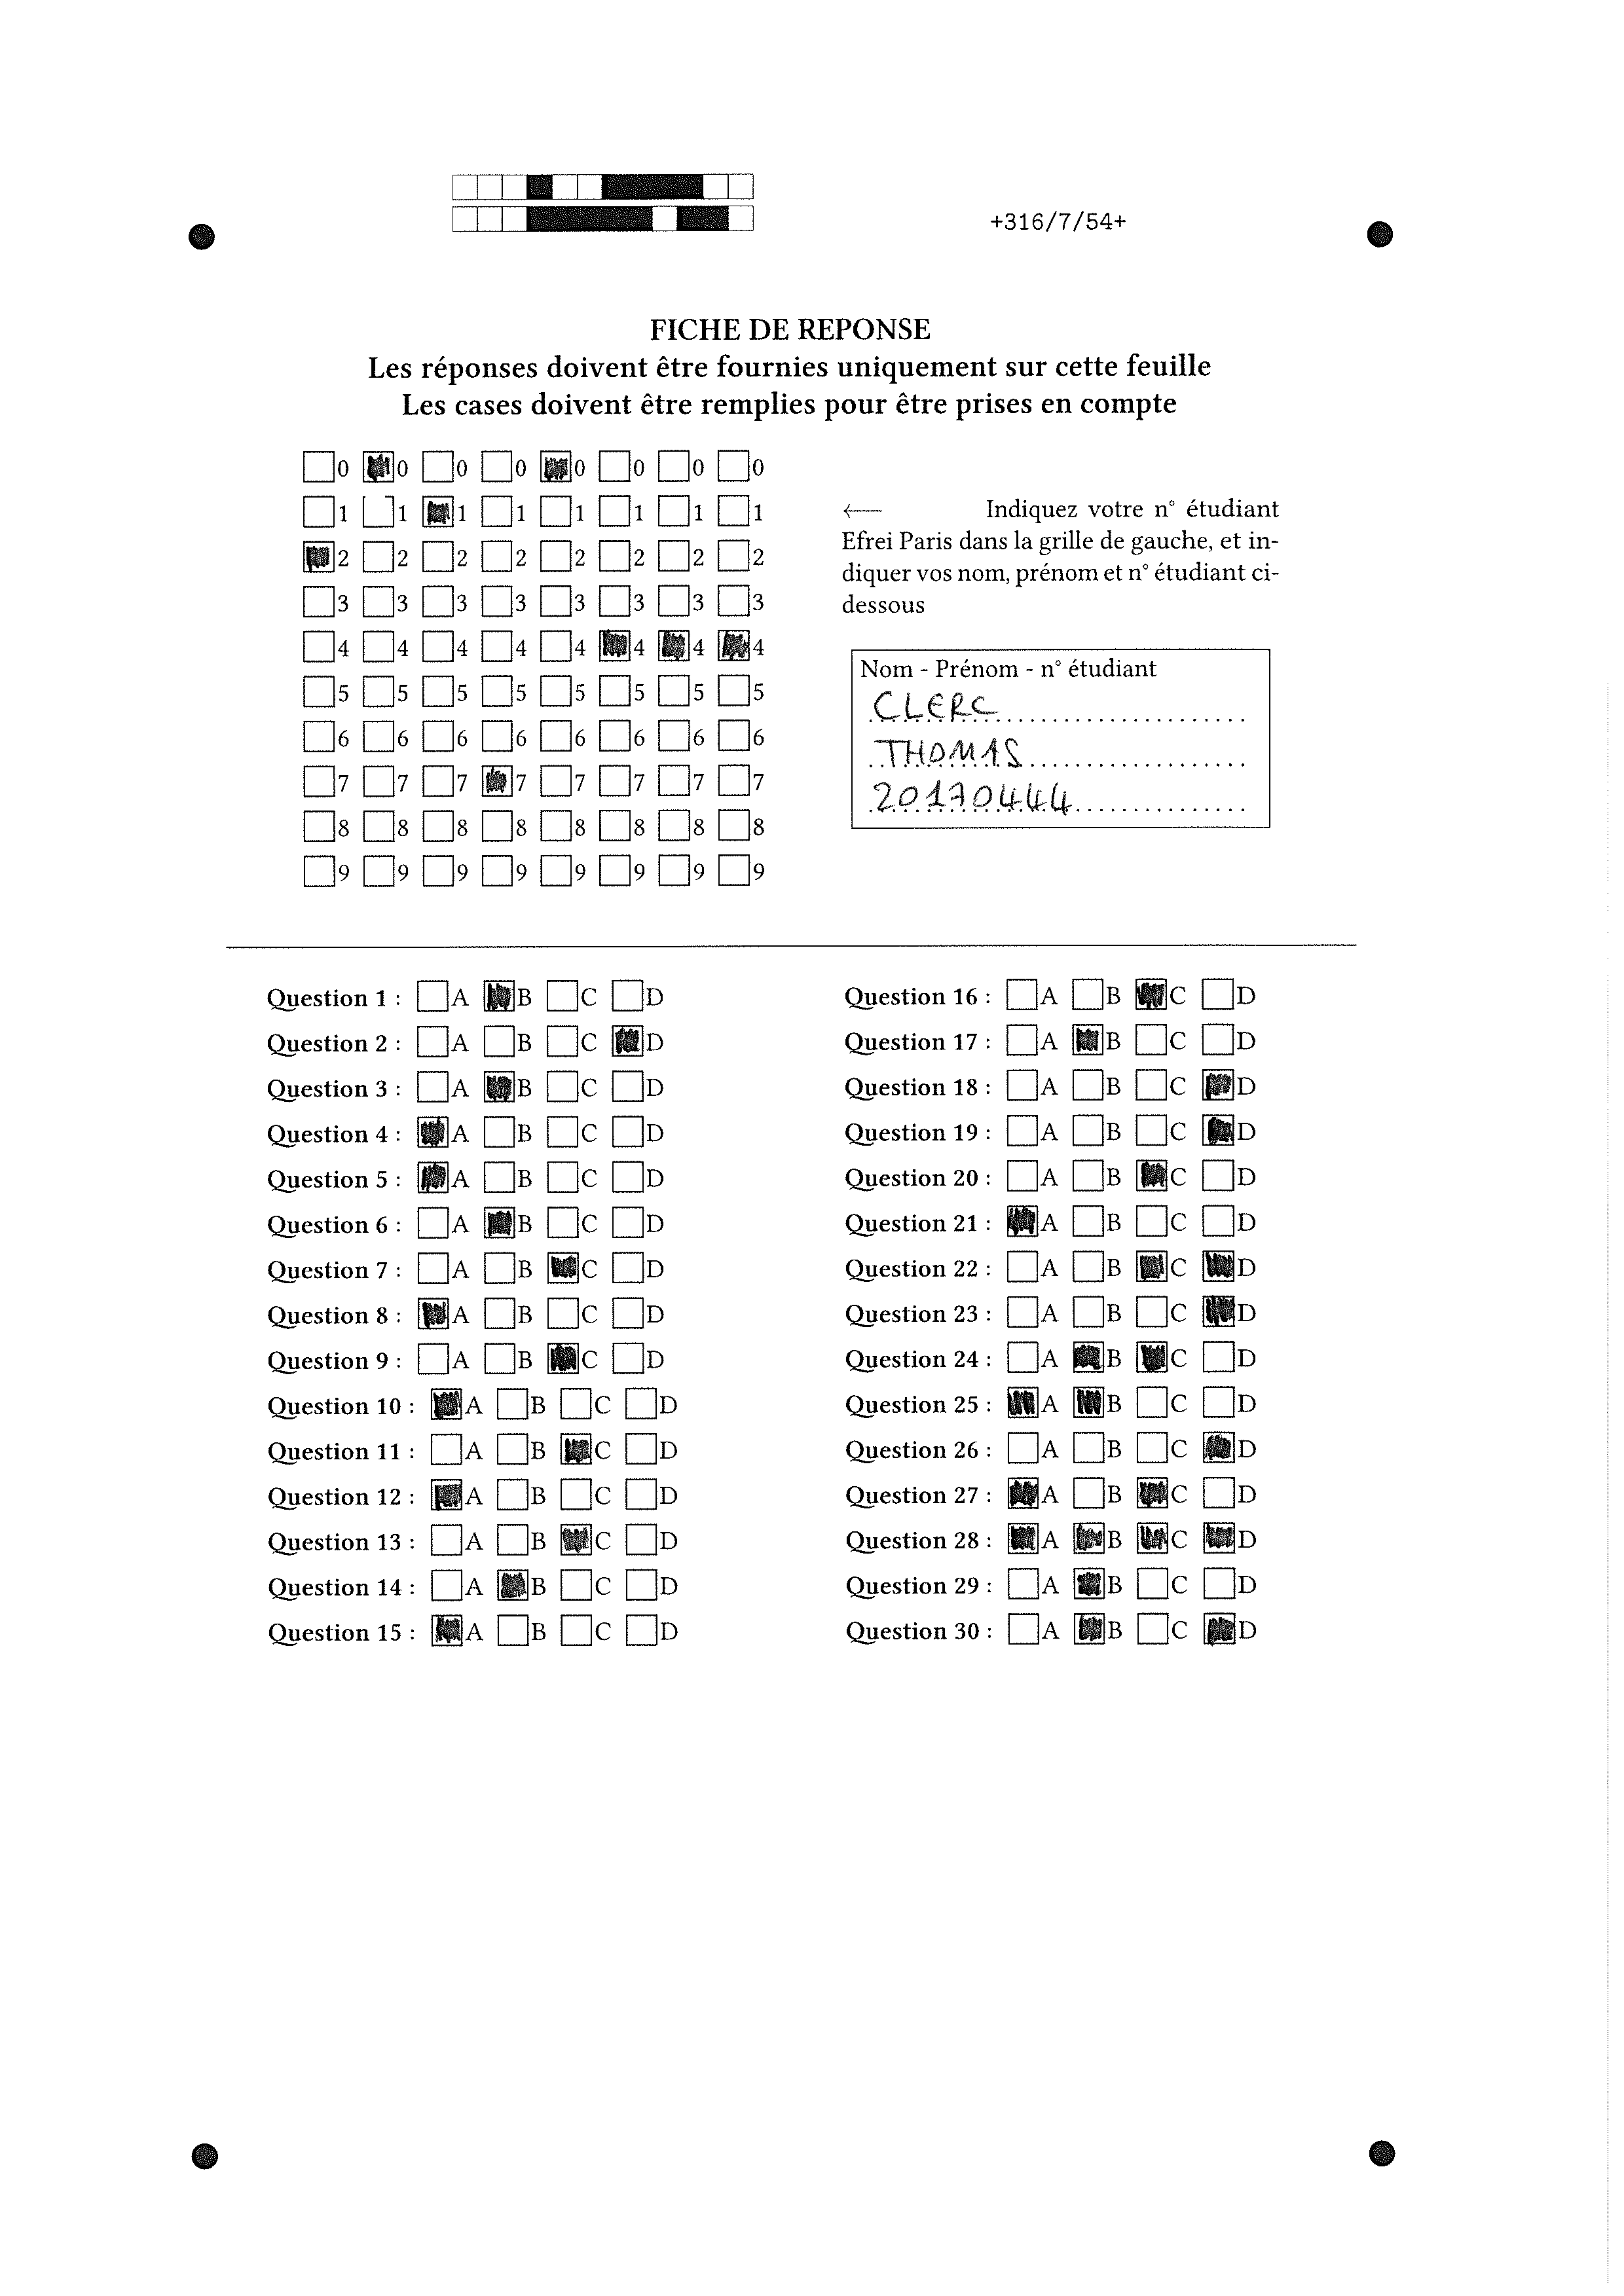 +316/7/54+
FICHE DE REPONSE
Les réponses doivent être fournies uniquement sur cette feuille
Les cases doivent être remplies pour être prises en compte
0 0 0 0 0 0 0 0
1 1 1 1 1 1 1 1
2 2 2 2 2 2 2 2
3 3 3 3 3 3 3 3
4 4 4 4 4 4 4 4
5 5 5 5 5 5 5 5
6 6 6 6 6 6 6 6
7 7 7 7 7 7 7 7
8 8 8 8 8 8 8 8
9 9 9 9 9 9 9 9
← Indiquez votre n° étudiant
Efrei Paris dans la grille de gauche, et in-
diquer vos nom, prénom et n° étudiant ci-
dessous
Nom - Prénom - n° étudiant
CLERC
THOMAS
20170444
Question 1 : A B C D
Question 2 : A B C D
Question 3 : A B C D
Question 4 : A B C D
Question 5 : A B C D
Question 6 : A B C D
Question 7 : A B C D
Question 8 : A B C D
Question 9 : A B C D
Question 10 : A B C D
Question 11 : A B C D
Question 12 : A B C D
Question 13 : A B C D
Question 14 : A B C D
Question 15 : A B C D
Question 16 : A B C D
Question 17 : A B C D
Question 18 : A B C D
Question 19 : A B C D
Question 20 : A B C D
Question 21 : A B C D
Question 22 : A B C D
Question 23 : A B C D
Question 24 : A B C D
Question 25 : A B C D
Question 26 : A B C D
Question 27 : A B C D
Question 28 : A B C D
Question 29 : A B C D
Question 30 : A B C D